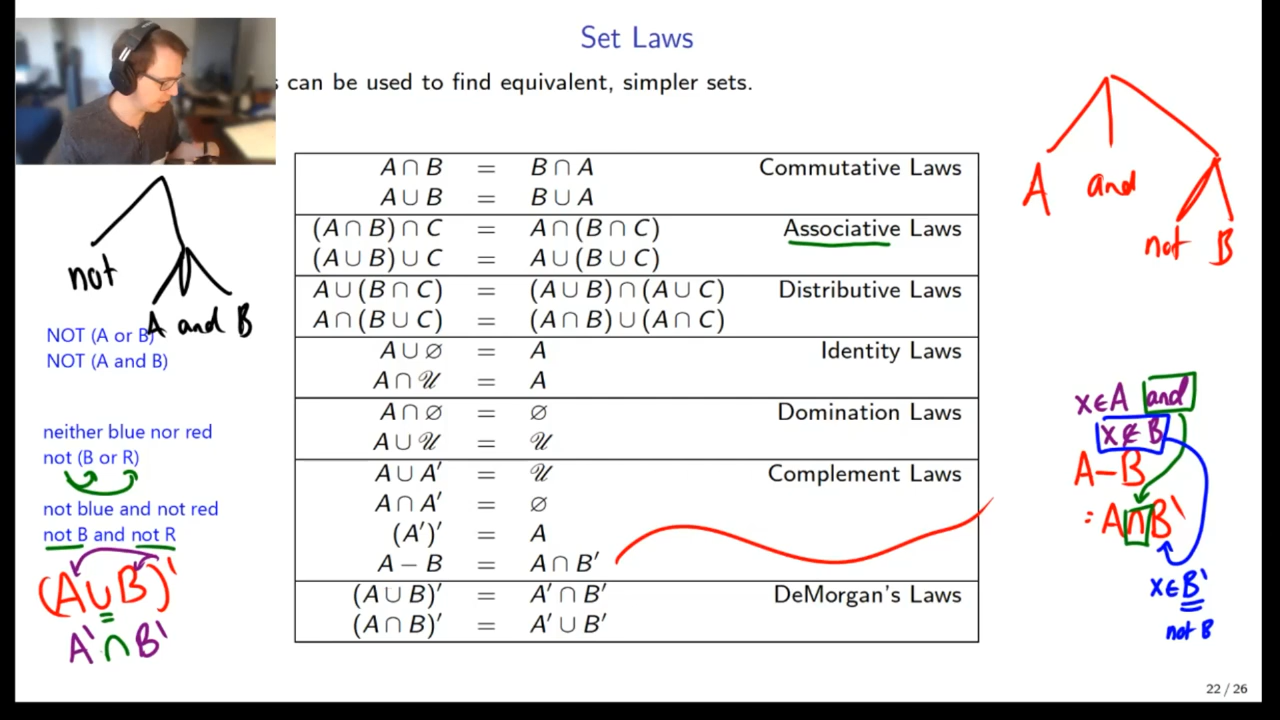 Set Laws
s can be used to find equivalent, simpler sets.
A ∩ B = B ∩ A Commutative Laws
A ∪ B = B ∪ A
(A ∩ B) ∩ C = A ∩ (B ∩ C) Associative Laws
(A ∪ B) ∪ C = A ∪ (B ∪ C)
A ∪ (B ∩ C) = (A ∪ B) ∩ (A ∪ C) Distributive Laws
A ∩ (B ∪ C) = (A ∩ B) ∪ (A ∩ C)
A ∪ ∅ = A Identity Laws
A ∩ 𝒰 = A
A ∩ ∅ = ∅ Domination Laws
A ∪ 𝒰 = 𝒰
A ∪ A′ = 𝒰 Complement Laws
A ∩ A′ = ∅
(A′)′ = A
A − B = A ∩ B′
(A ∪ B)′ = A′ ∩ B′ DeMorgan's Laws
(A ∩ B)′ = A′ ∪ B′
not
A and B
NOT (A or B)
NOT (A and B)
neither blue nor red
not (B or R)
not blue and not red
not B and not R
(A∪B)'
A'∩B'
A and
not B
x∈A and
x∉B
A−B
: A∩B'
x∈B'
not B
22 / 26